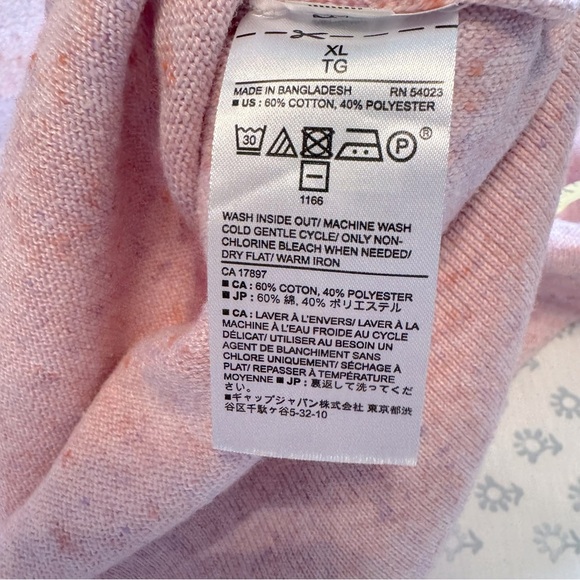 XL
TG
MADE IN BANGLADESH RN 54023
■ US : 60% COTTON, 40% POLYESTER
30 P ®
1166
WASH INSIDE OUT/ MACHINE WASH
COLD GENTLE CYCLE/ ONLY NON-
CHLORINE BLEACH WHEN NEEDED/
DRY FLAT/ WARM IRON
CA 17897
■ CA : 60% COTON, 40% POLYESTER
■ JP : 60% 綿, 40% ポリエステル
■ CA : LAVER À L'ENVERS/ LAVER À LA
MACHINE À L'EAU FROIDE AU CYCLE
DÉLICAT/ UTILISER AU BESOIN UN
AGENT DE BLANCHIMENT SANS
CHLORE UNIQUEMENT/ SÉCHAGE À
PLAT/ REPASSER À TEMPÉRATURE
MOYENNE ■ JP : 裏返して洗ってくだ
さい。
■ギャップジャパン株式会社 東京都渋
谷区千駄ヶ谷5-32-10